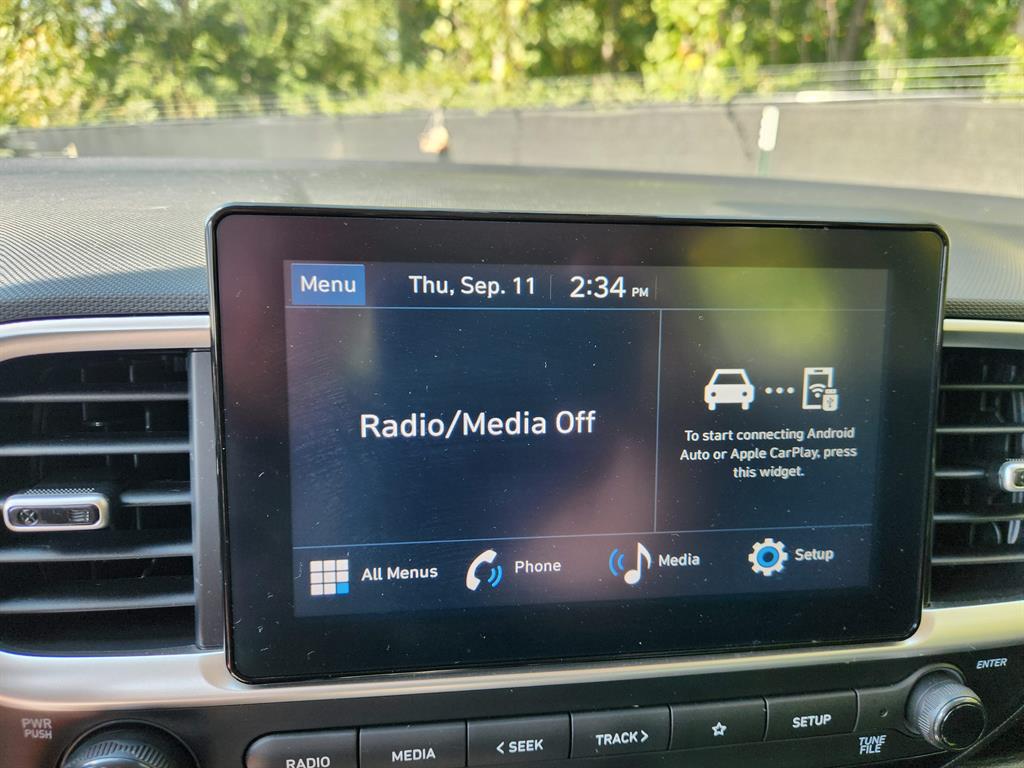 Menu Thu, Sep. 11 2:34 PM
Radio/Media Off
To start connecting Android
Auto or Apple CarPlay, press
this widget.
All Menus Phone Media Setup
ENTER
PWR
PUSH
RADIO MEDIA < SEEK TRACK > SETUP
TUNE
FILE